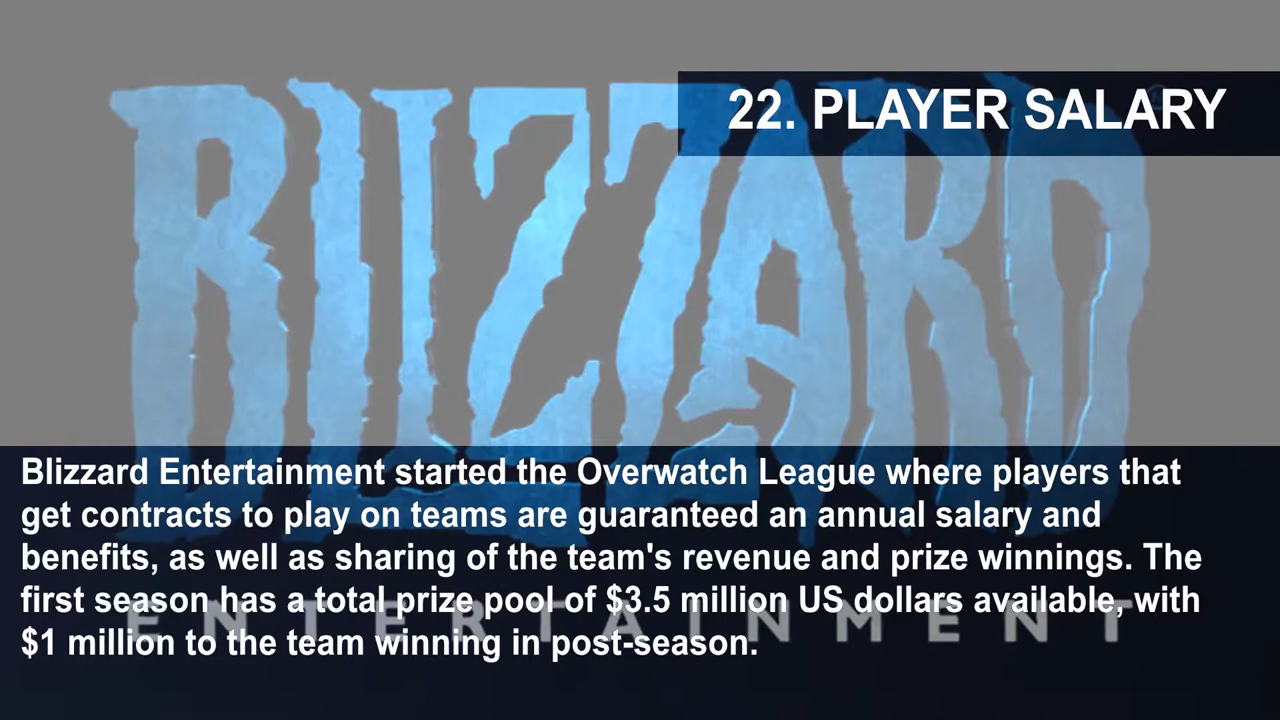 BLIZZARD
22. PLAYER SALARY
Blizzard Entertainment started the Overwatch League where players that
get contracts to play on teams are guaranteed an annual salary and
benefits, as well as sharing of the team's revenue and prize winnings. The
first season has a total prize pool of $3.5 million US dollars available, with
$1 million to the team winning in post-season.
ENTERTAINMENT